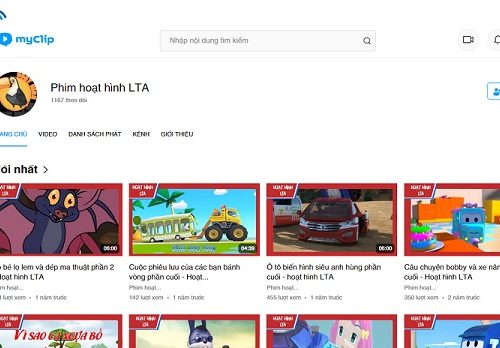 myclip
Nhập nội dung tìm kiếm
Phim hoạt hình LTA
1167 theo dõi
ANG CHỦ VIDEO DANH SÁCH PHÁT KÊNH GIỚI THIỆU
ới nhất
HOẠT HÌNH LTA
06:00
HOẠT HÌNH LTA
04:39
HOẠT HÌNH LTA
06:00
HOẠT HÌNH LTA
bé lọ lem và dép ma thuật phần 2
hoạt hình LTA
Phim hoạt...
lượt xem • 1 năm trước
Cuộc phiêu lưu của các bạn bánh
vòng phần cuối - Hoạt...
Phim hoạt...
142 lượt xem • 1 năm trước
Ô tô biến hình siêu anh hùng phần
cuối - hoạt hình LTA
Phim hoạt...
455 lượt xem • 1 năm trước
Câu chuyện bobby và xe nân
cuối - hoạt hình LTA
Phim hoạt...
350 lượt xem • 2 năm trước
HOẠT HÌNH LTA
HOẠT HÌNH LTA
HOẠT HÌNH LTA
HOẠT HÌNH LTA